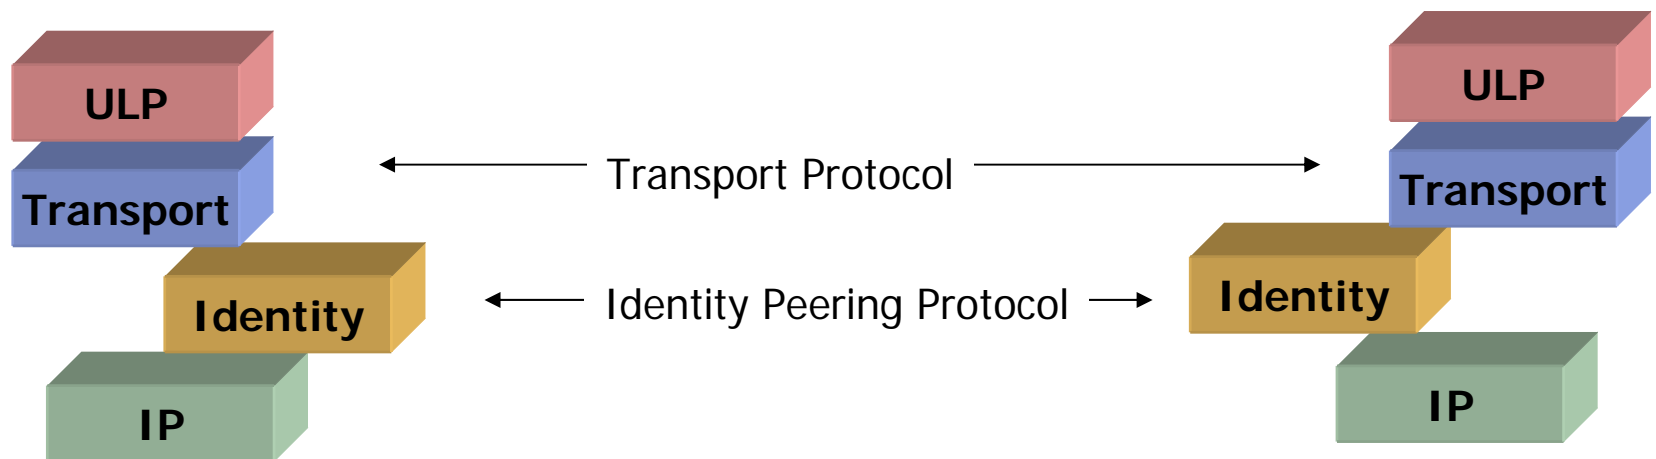 ULP
ULP
Transport Protocol
Transport
Transport
Identity Peering Protocol
Identity
Identity
IP
IP